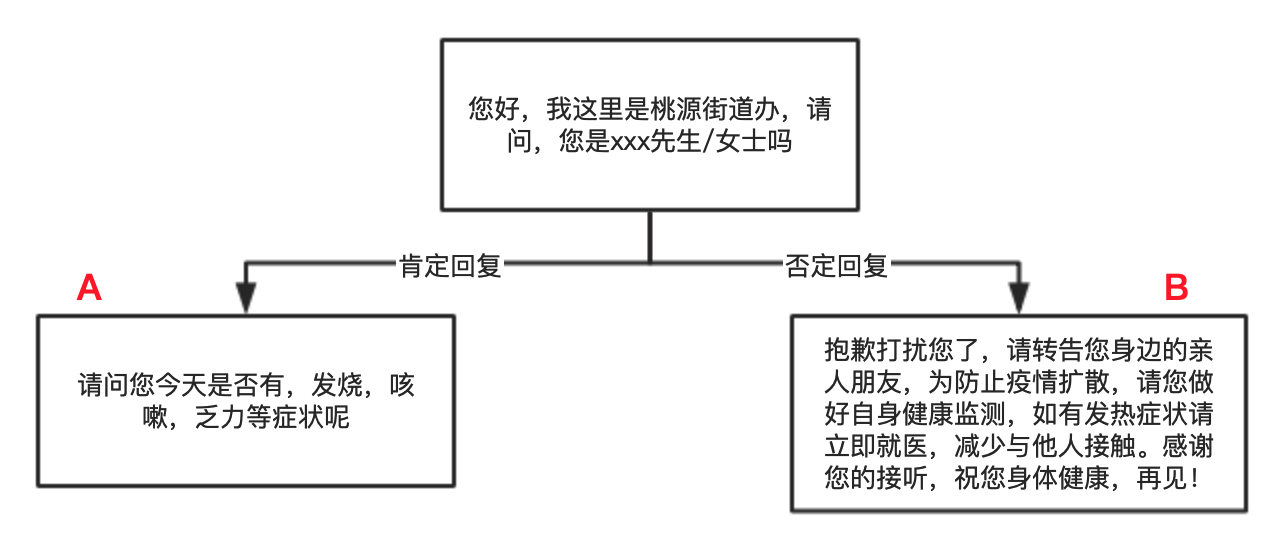 您好，我这里是桃源街道办，请
问，您是xxx先生/女士吗
肯定回复
否定回复
A
B
请问您今天是否有，发烧，咳
嗽，乏力等症状呢
抱歉打扰您了，请转告您身边的亲
人朋友，为防止疫情扩散，请您做
好自身健康监测，如有发热症状请
立即就医，减少与他人接触。感谢
您的接听，祝您身体健康，再见！